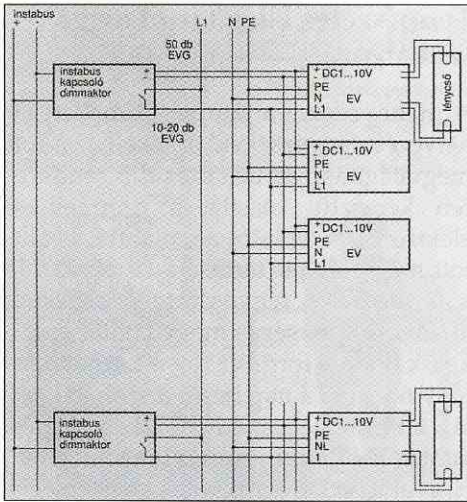 instabus
+ -
L1
N PE
50 db
EVG
instabus
kapcsoló
dimmaktor
+
-
10-20 db
EVG
+ DC1...10V
-
PE
N EV
L1
fénycső
+ DC1...10V
-
PE
N EV
L1
+ DC1...10V
-
PE
N EV
1
instabus
kapcsoló
dimmaktor
+
-
+ DC1...10V
-
PE
NL
1